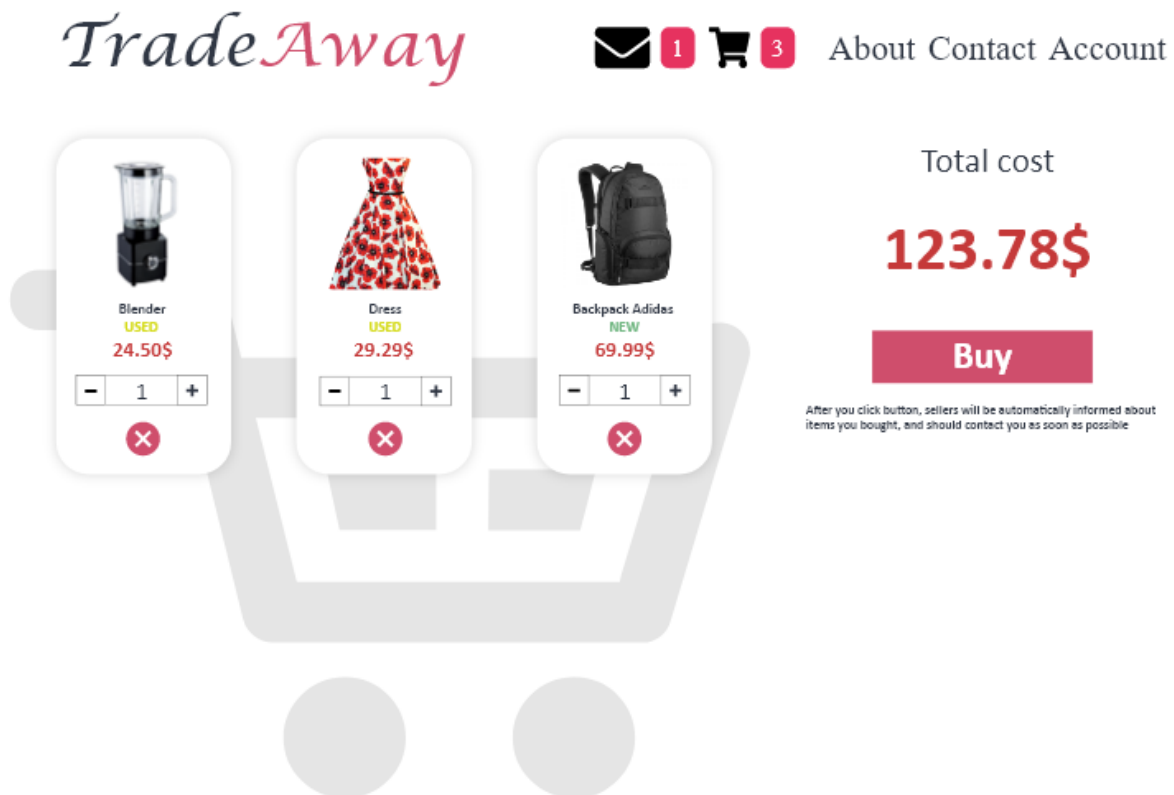 TradeAway
1
3
About Contact Account
Blender
USED
24.50$
− 1 +
Dress
USED
29.29$
− 1 +
Backpack Adidas
NEW
69.99$
− 1 +
Total cost
123.78$
Buy
After you click button, sellers will be automatically informed about
items you bought, and should contact you as soon as possible